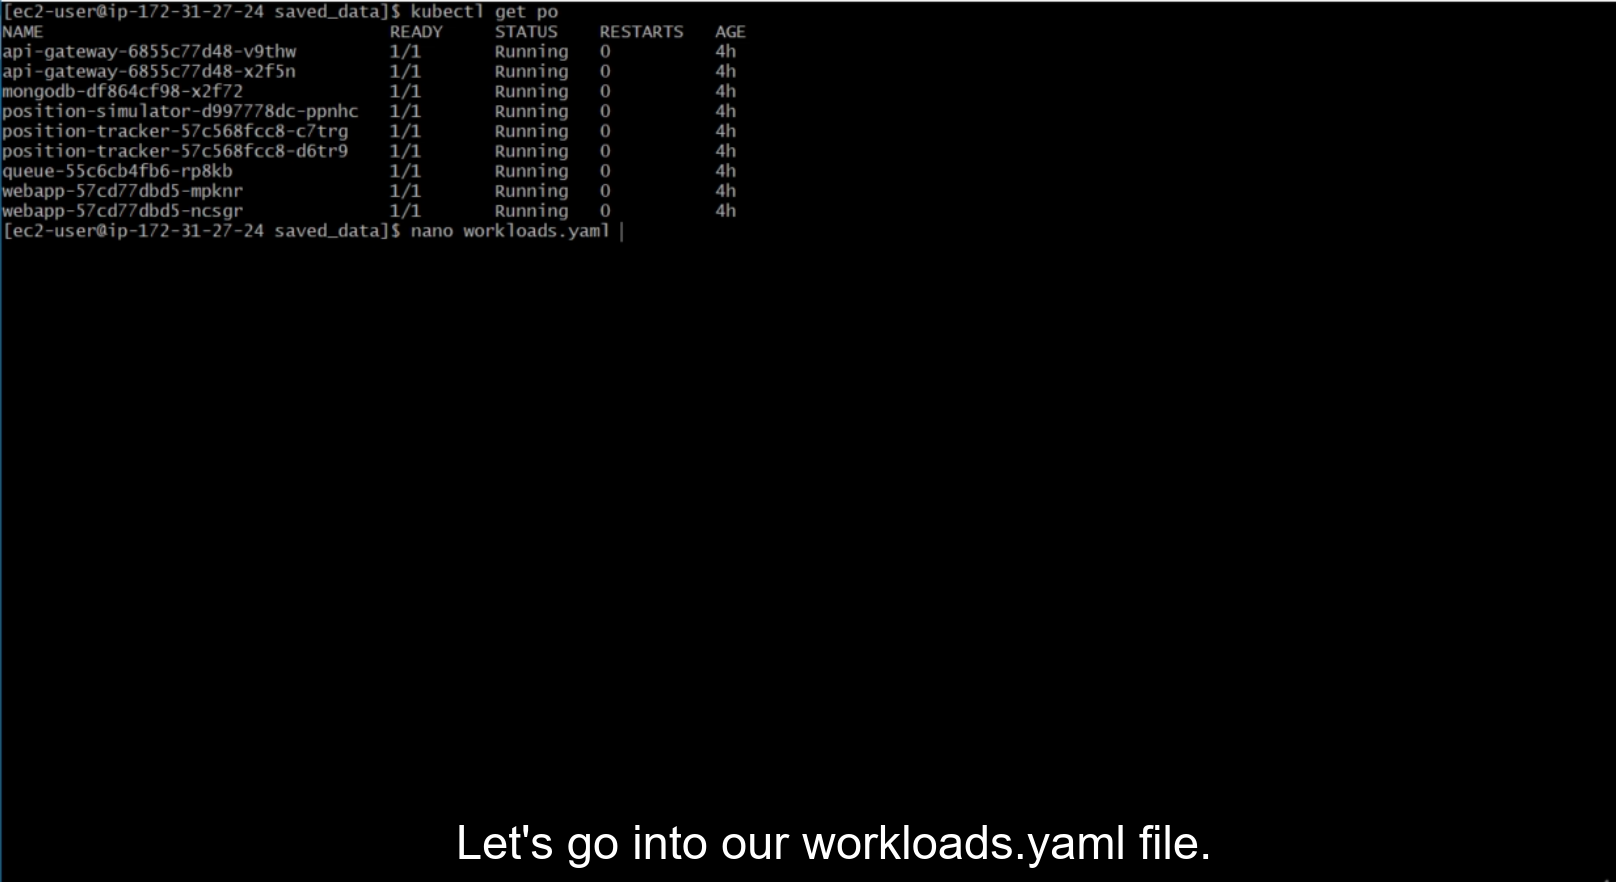 [ec2-user@ip-172-31-27-24 saved_data]$ kubectl get po
NAME READY STATUS RESTARTS AGE
api-gateway-6855c77d48-v9thw 1/1 Running 0 4h
api-gateway-6855c77d48-x2f5n 1/1 Running 0 4h
mongodb-df864cf98-x2f72 1/1 Running 0 4h
position-simulator-d997778dc-ppnhc 1/1 Running 0 4h
position-tracker-57c568fcc8-c7trg 1/1 Running 0 4h
position-tracker-57c568fcc8-d6tr9 1/1 Running 0 4h
queue-55c6cb4fb6-rp8kb 1/1 Running 0 4h
webapp-57cd77dbd5-mpknr 1/1 Running 0 4h
webapp-57cd77dbd5-ncsgr 1/1 Running 0 4h
[ec2-user@ip-172-31-27-24 saved_data]$ nano workloads.yaml
Let's go into our workloads.yaml file.